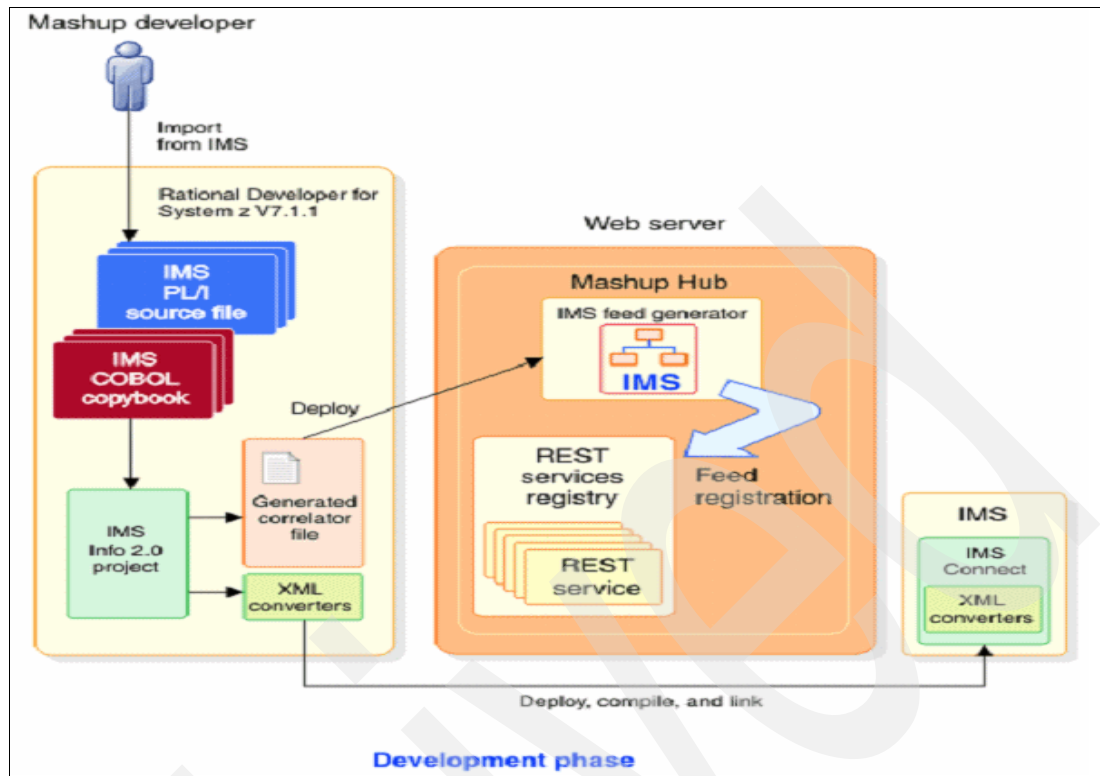 Mashup developer
Import
from IMS
Rational Developer for
System z V7.1.1
IMS
PL/I
source file
IMS
COBOL
copybook
Deploy
Generated
correlator
file
IMS
Info 2.0
project
XML
converters
Web server
Mashup Hub
IMS feed generator
IMS
REST
services
registry
Feed
registration
REST
service
IMS
IMS
Connect
XML
converters
Deploy, compile, and link
Development phase